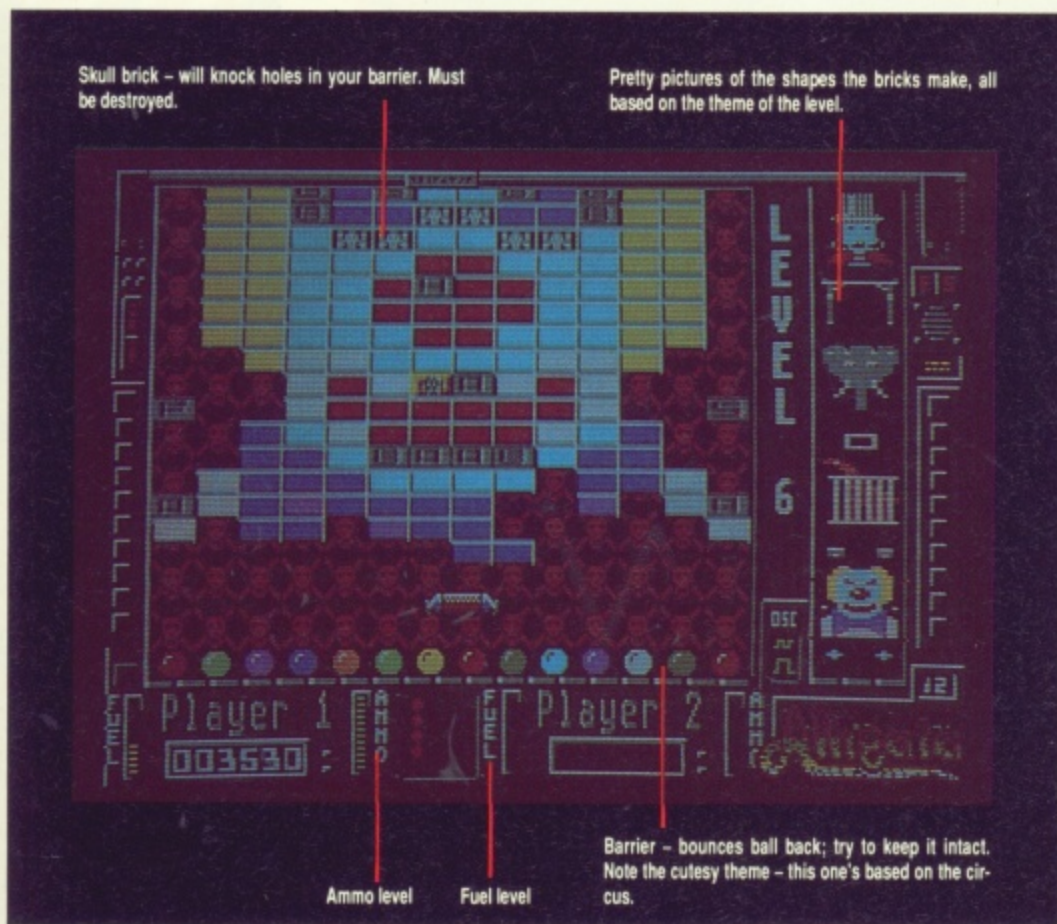 Skull brick – will knock holes in your barrier. Must
be destroyed.
Pretty pictures of the shapes the bricks make, all
based on the theme of the level.
LEVEL 6
OSC
FUEL
Player 1
003530
AMMO
FUEL
Player 2
AMMO
Barrier – bounces ball back; try to keep it intact.
Note the cutesy theme – this one's based on the cir-
cus.
Ammo level
Fuel level